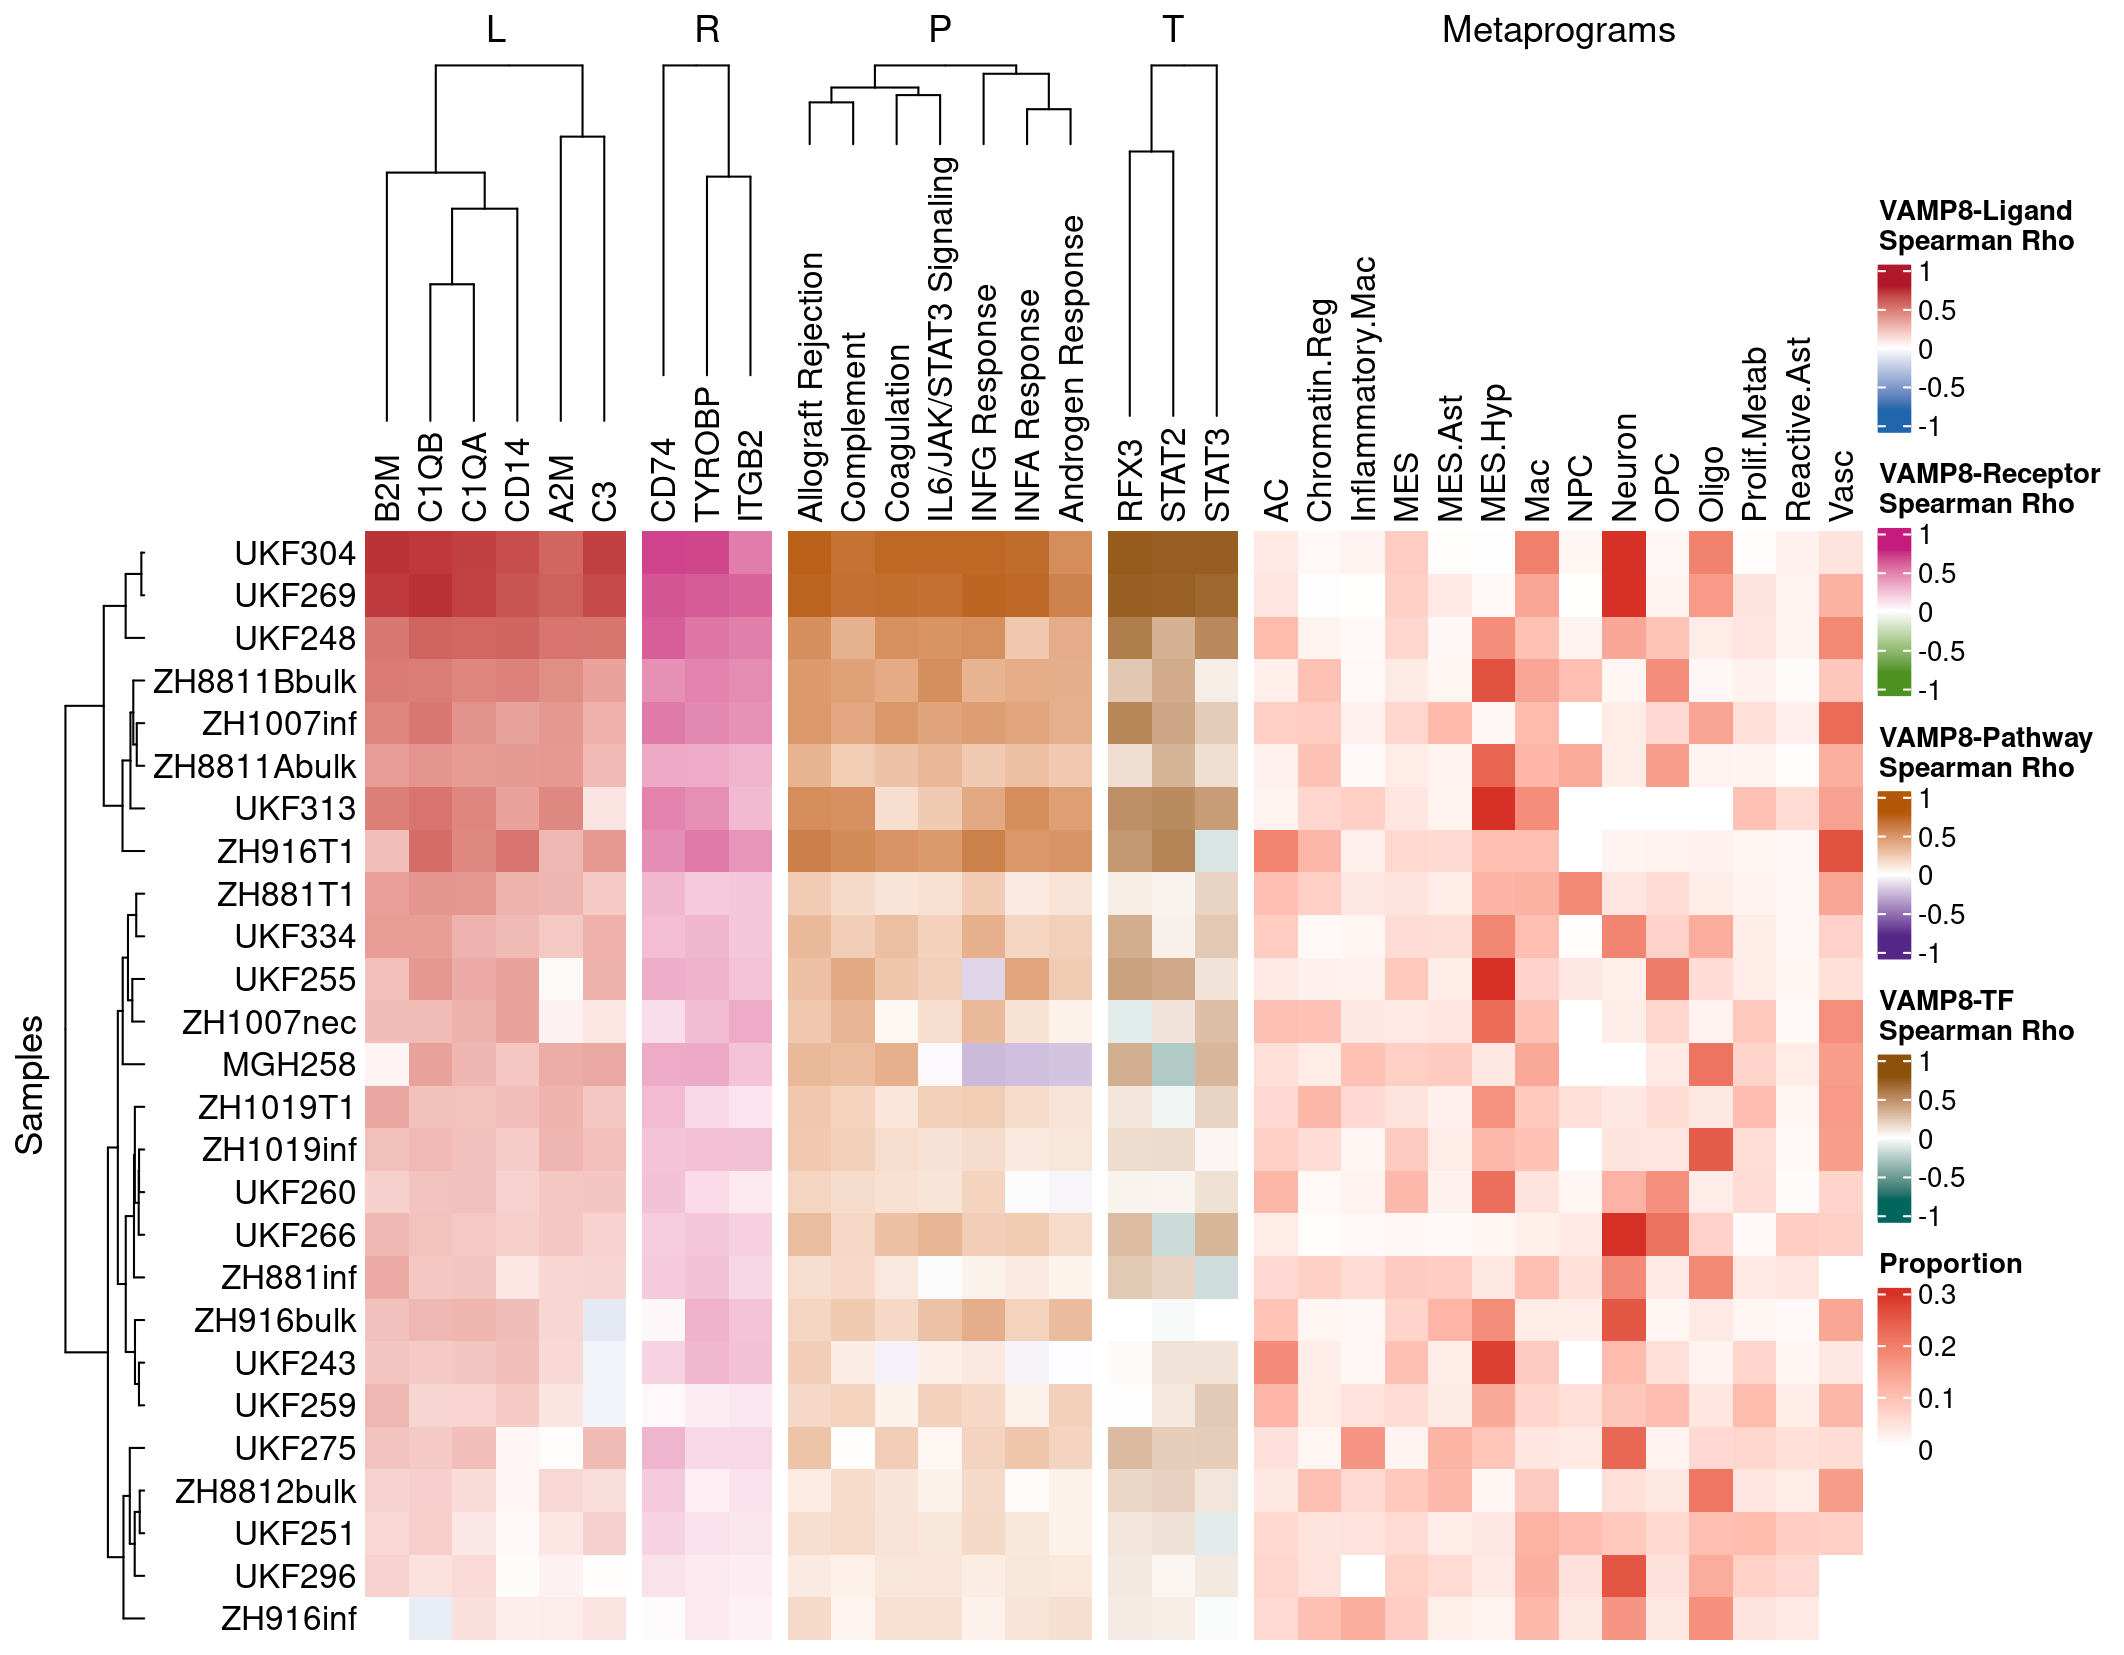 L
R
P
T
Metaprograms
B2M
C1QB
C1QA
CD14
A2M
C3
CD74
TYROBP
ITGB2
Allograft Rejection
Complement
Coagulation
IL6/JAK/STAT3 Signaling
INFG Response
INFA Response
Androgen Response
RFX3
STAT2
STAT3
AC
Chromatin.Reg
Inflammatory.Mac
MES
MES.Ast
MES.Hyp
Mac
NPC
Neuron
OPC
Oligo
Prolif.Metab
Reactive.Ast
Vasc
Samples
UKF304
UKF269
UKF248
ZH8811Bbulk
ZH1007inf
ZH8811Abulk
UKF313
ZH916T1
ZH881T1
UKF334
UKF255
ZH1007nec
MGH258
ZH1019T1
ZH1019inf
UKF260
UKF266
ZH881inf
ZH916bulk
UKF243
UKF259
UKF275
ZH8812bulk
UKF251
UKF296
ZH916inf
VAMP8-Ligand
Spearman Rho
1
0.5
0
-0.5
-1
VAMP8-Receptor
Spearman Rho
1
0.5
0
-0.5
-1
VAMP8-Pathway
Spearman Rho
1
0.5
0
-0.5
-1
VAMP8-TF
Spearman Rho
1
0.5
0
-0.5
-1
Proportion
0.3
0.2
0.1
0